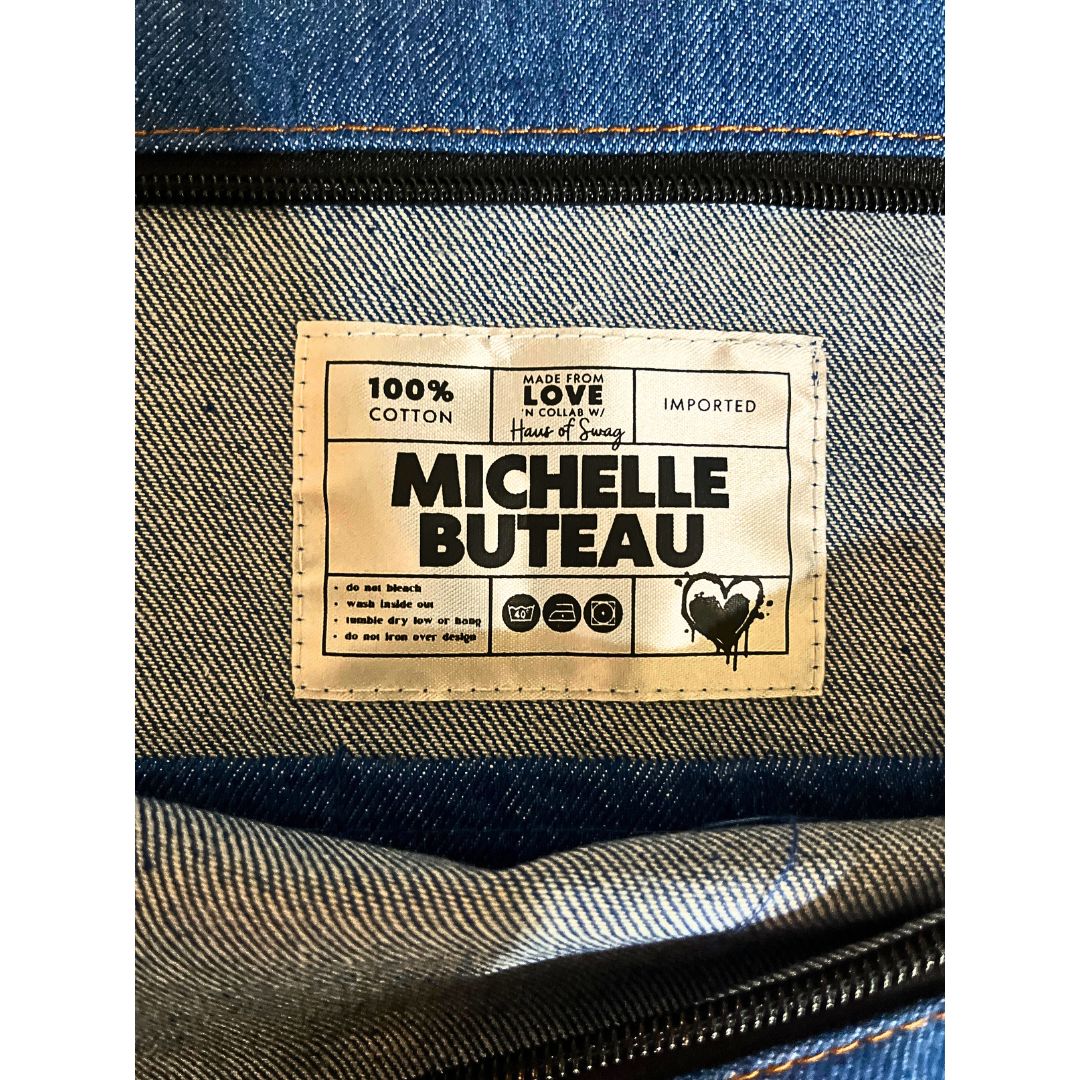 100%
COTTON
MADE FROM
LOVE
'N COLLAB W/
Haus of Swag
IMPORTED
MICHELLE
BUTEAU
• do not bleach
• wash inside out
• tumble dry low or hang
• do not iron over design
40°